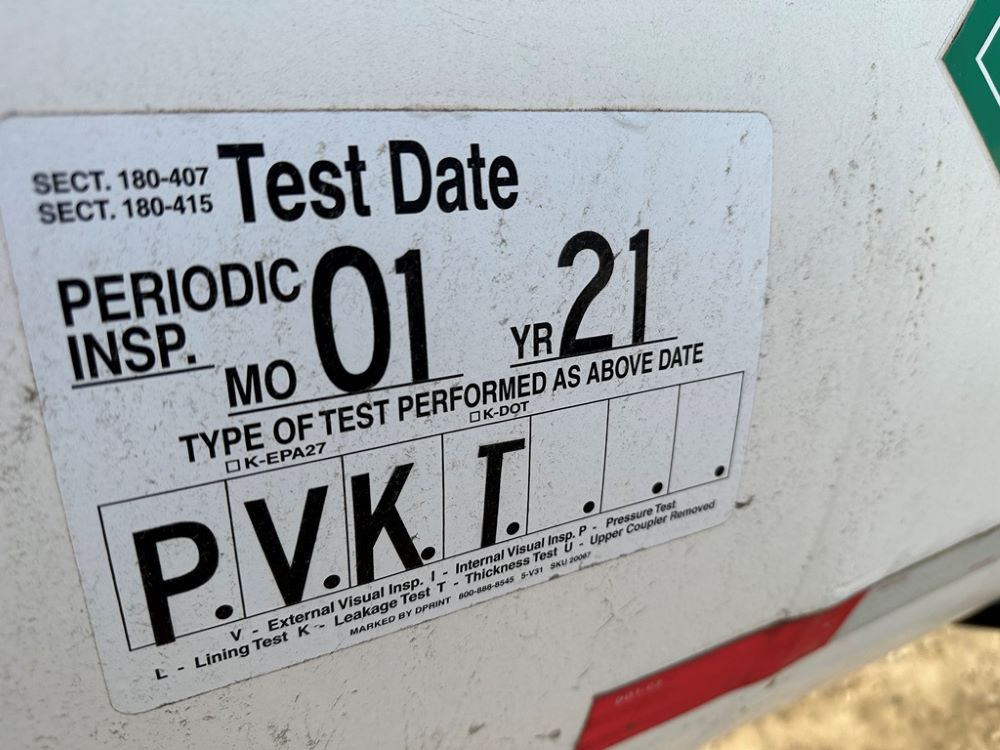 SECT. 180-407
SECT. 180-415
Test Date
PERIODIC
INSP.
MO 01 YR 21
TYPE OF TEST PERFORMED AS ABOVE DATE
□ K-EPA27 □ K-DOT
P.V.K.T. . . .
V - External Visual Insp. I - Internal Visual Insp. P - Pressure Test
L - Lining Test K - Leakage Test T - Thickness Test U - Upper Coupler Removed
MARKED BY DPRINT 800-888-8545 5-V31 SKU 20067